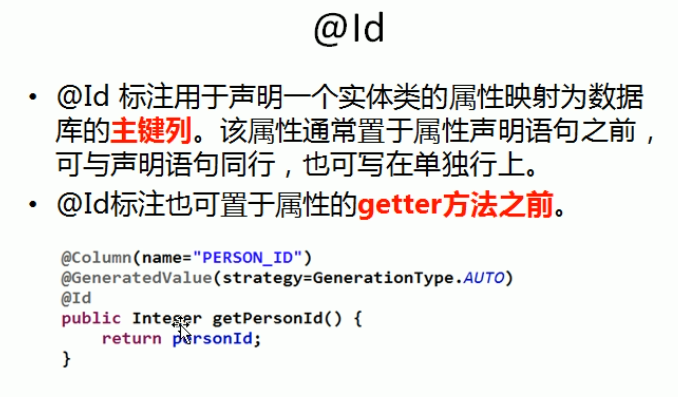 @Id
• @Id 标注用于声明一个实体类的属性映射为数据
库的主键列。该属性通常置于属性声明语句之前，
可与声明语句同行，也可写在单独行上。
• @Id标注也可置于属性的getter方法之前。
@Column(name="PERSON_ID")
@GeneratedValue(strategy=GenerationType.AUTO)
@Id
public Integer getPersonId() {
    return personId;
}